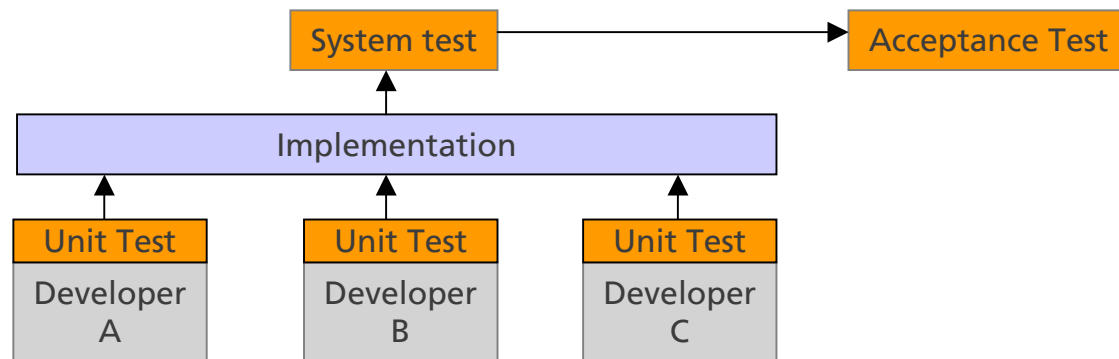 System test
Acceptance Test
Implementation
Unit Test
Unit Test
Unit Test
Developer
A
Developer
B
Developer
C